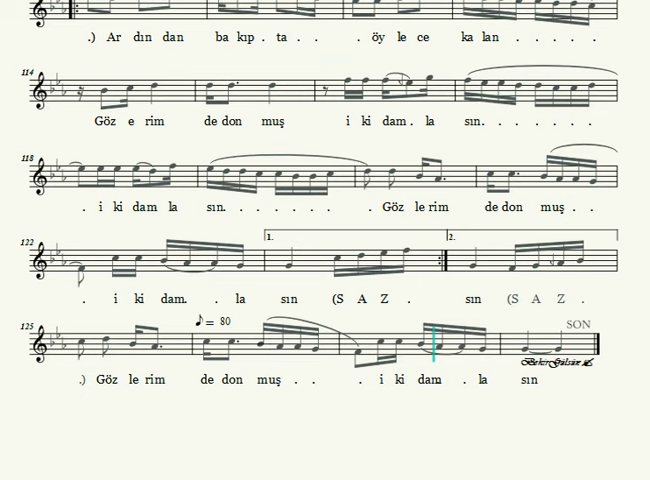 .) Ar dın dan ba kıp . ta . . öy le ce ka lan . . . . .
114
Göz e rim de don muş i ki dam . la sın . . . . . .
118
. i ki dam la sın . . . . . . . Göz le rim de don muş . .
122
1. 2.
. i ki dam . . la sın (S A Z . sın (S A Z .
125 ♪ = 80 SON
.) Göz le rim de don muş . . . i ki dam . la sın
Bekir Gülsün